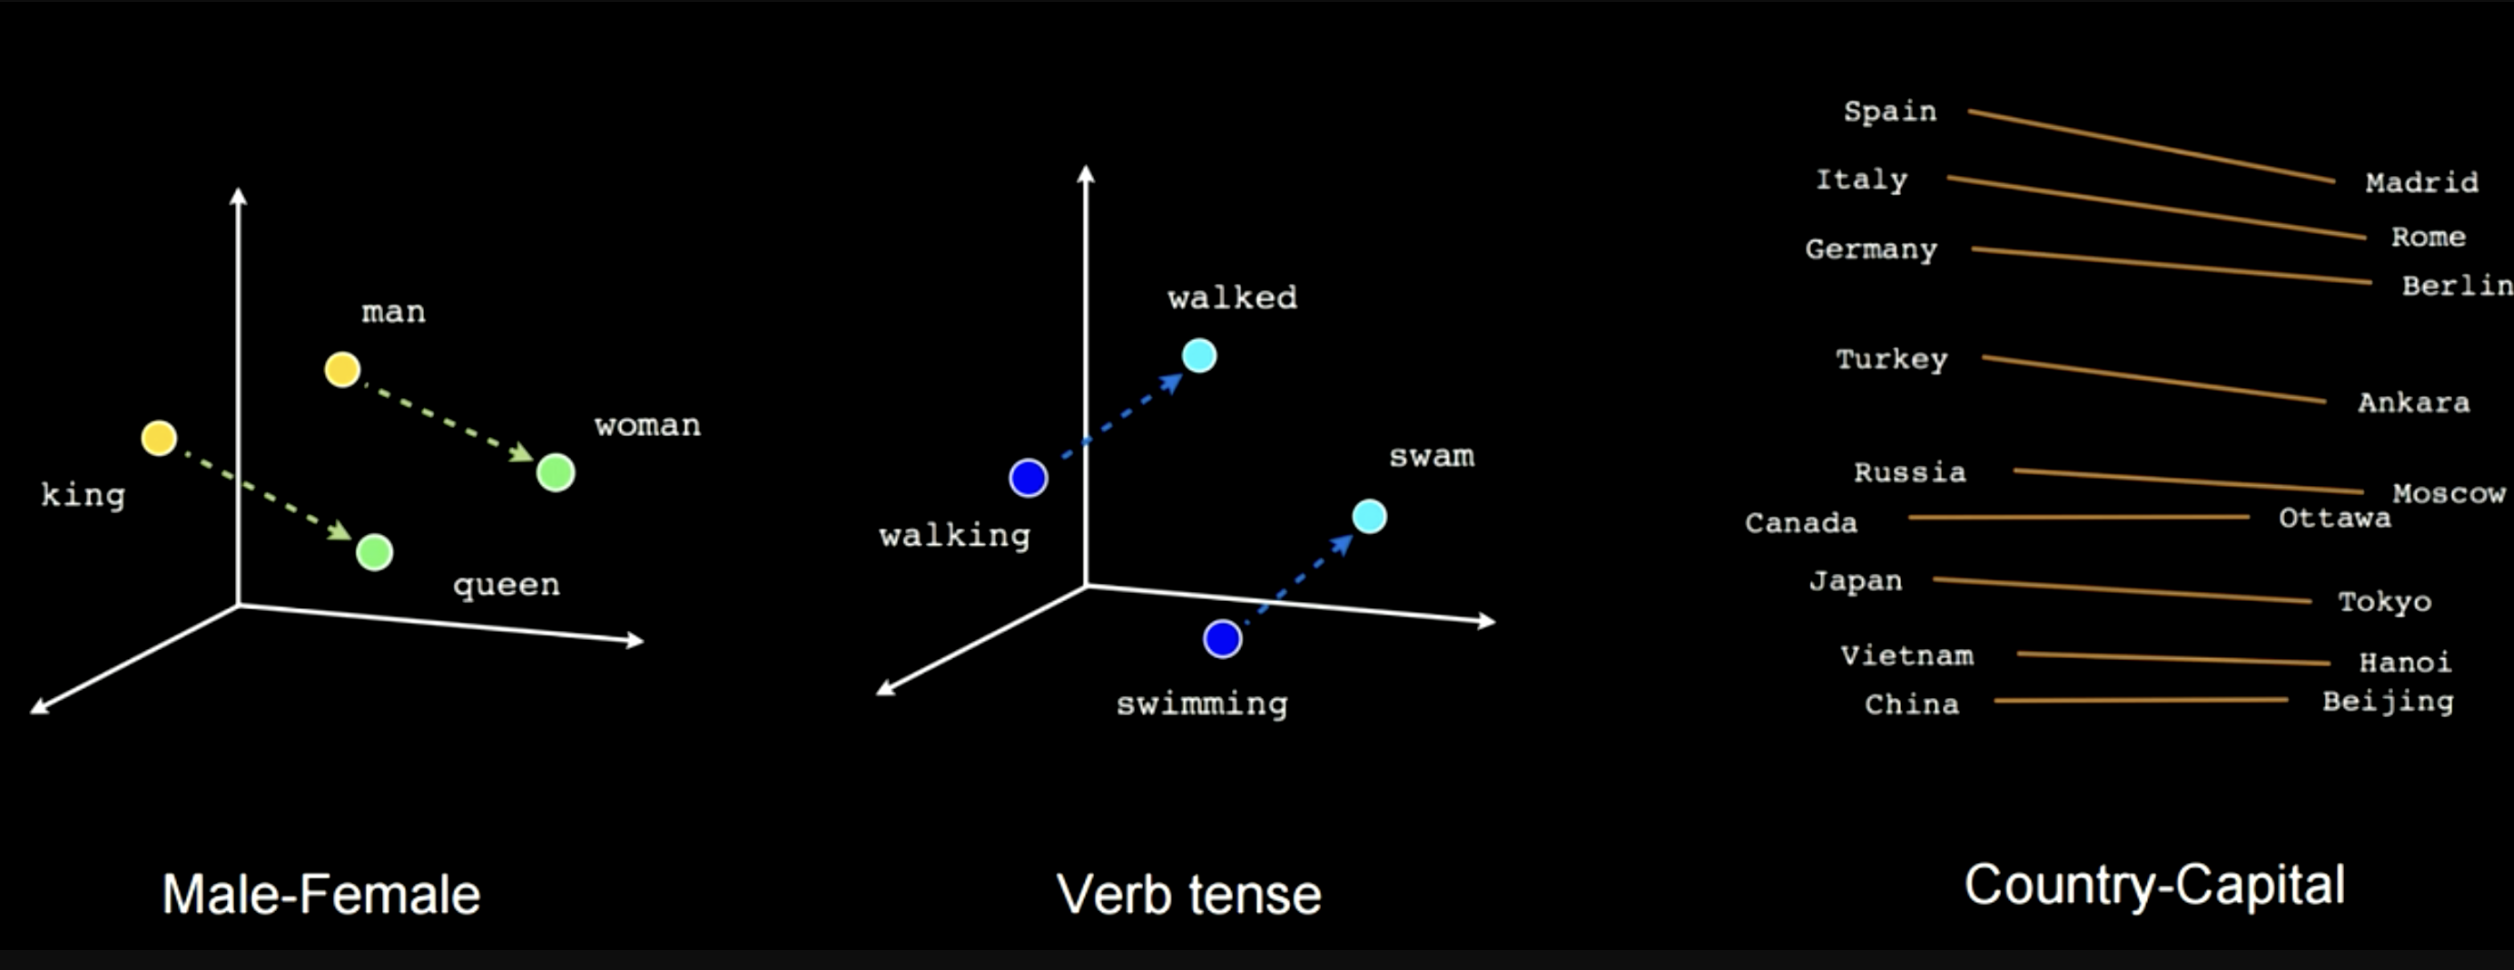 man
woman
king
queen
Male-Female
walked
swam
walking
swimming
Verb tense
Spain
Madrid
Italy
Rome
Germany
Berlin
Turkey
Ankara
Russia
Moscow
Canada
Ottawa
Japan
Tokyo
Vietnam
Hanoi
China
Beijing
Country-Capital